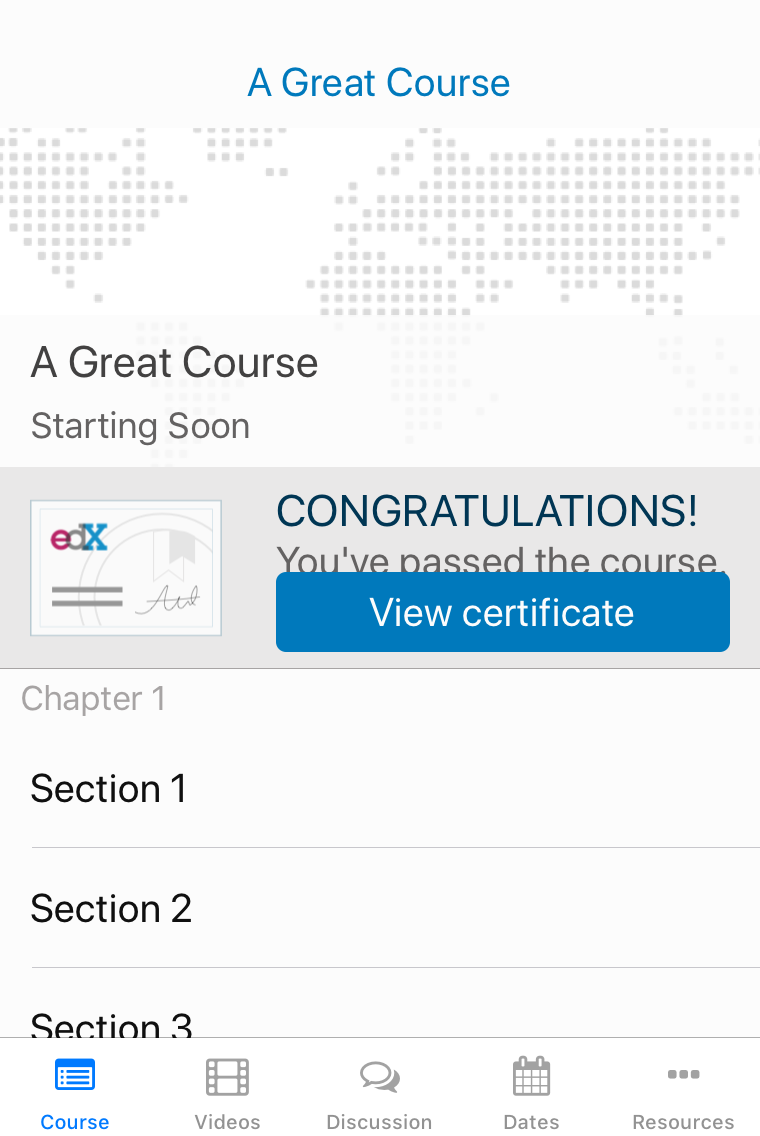 A Great Course
A Great Course
Starting Soon
edX
CONGRATULATIONS!
You've passed the course.
View certificate
Chapter 1
Section 1
Section 2
Section 3
Course
Videos
Discussion
Dates
Resources